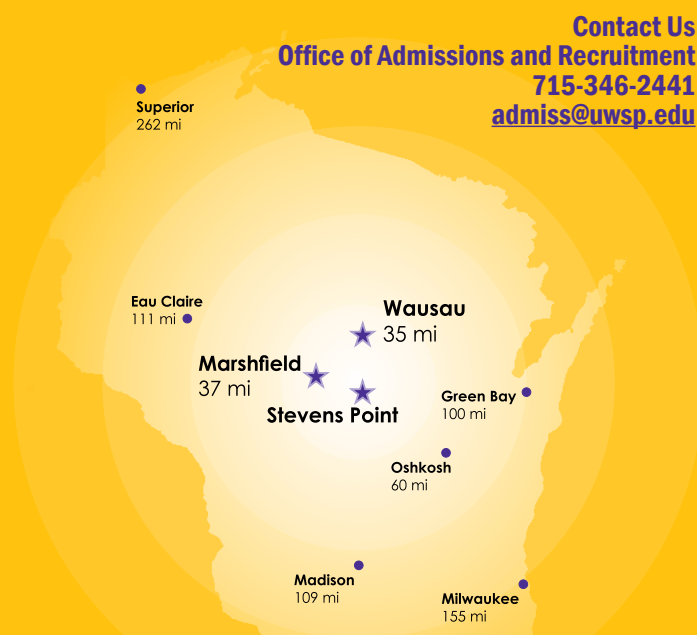 Contact Us
Office of Admissions and Recruitment
715-346-2441
admiss@uwsp.edu
Superior
262 mi
Eau Claire
111 mi
Wausau
35 mi
Marshfield
37 mi
Stevens Point
Green Bay
100 mi
Oshkosh
60 mi
Madison
109 mi
Milwaukee
155 mi